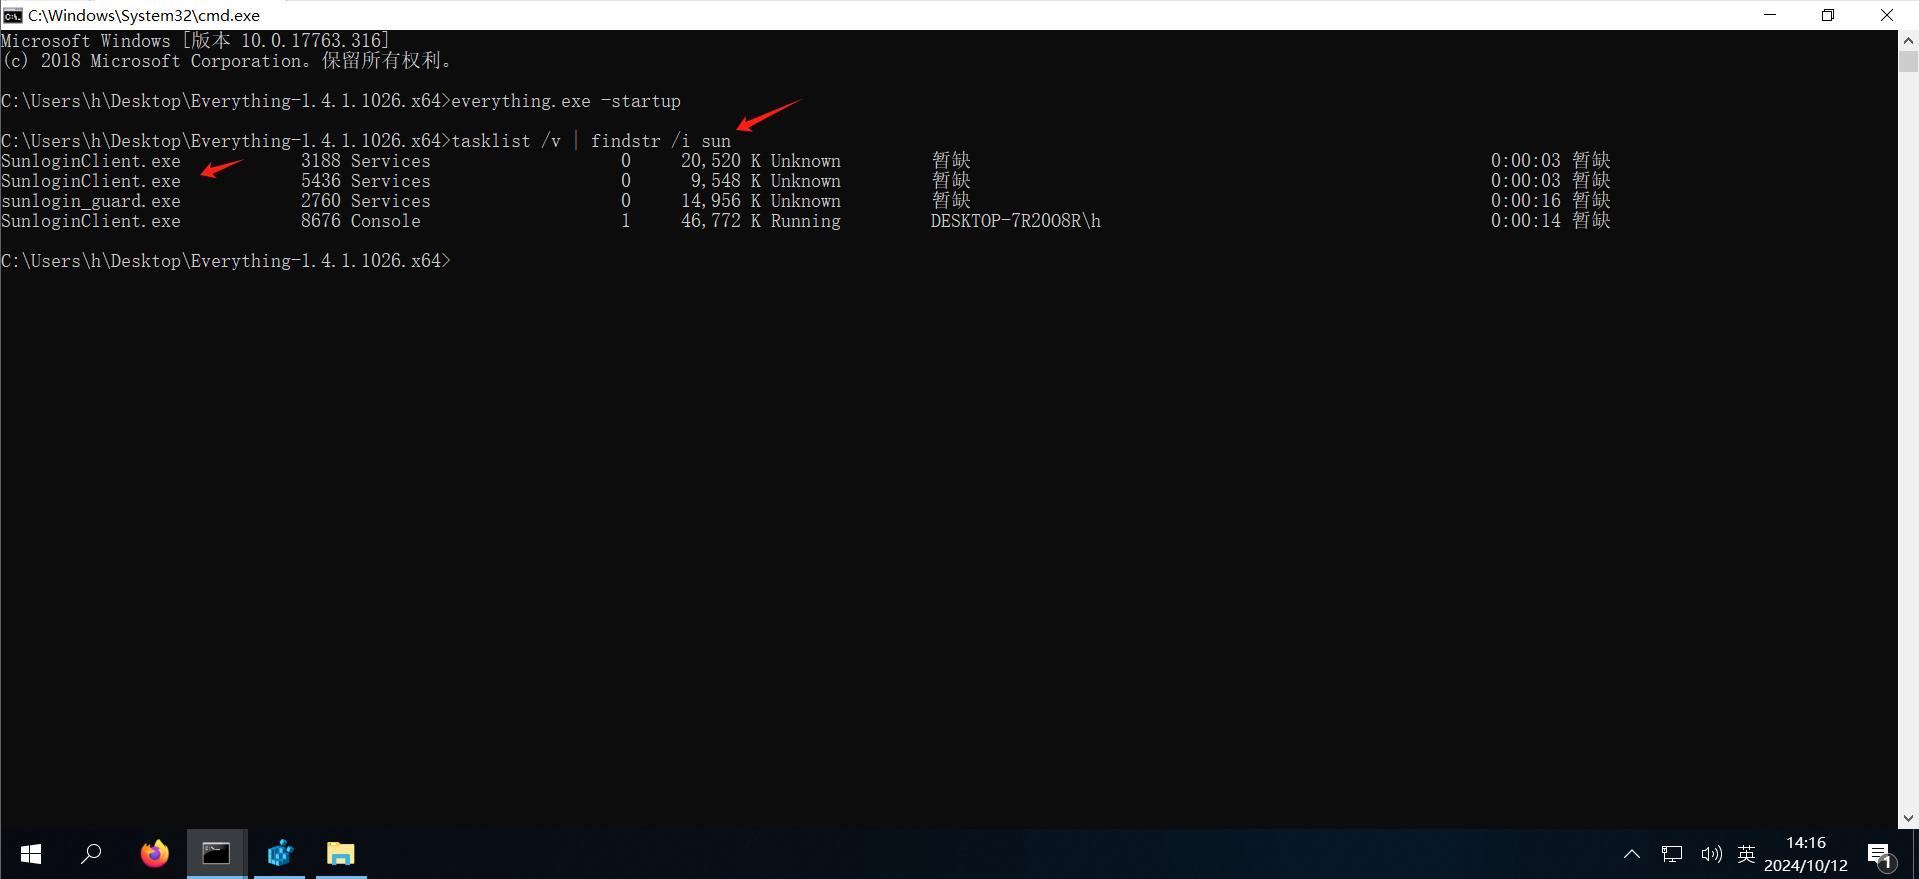 C:\Windows\System32\cmd.exe
Microsoft Windows [版本 10.0.17763.316]
(c) 2018 Microsoft Corporation。保留所有权利。
C:\Users\h\Desktop\Everything-1.4.1.1026.x64>everything.exe -startup
C:\Users\h\Desktop\Everything-1.4.1.1026.x64>tasklist /v | findstr /i sun
SunloginClient.exe 3188 Services 0 20,520 K Unknown 暂缺 0:00:03 暂缺
SunloginClient.exe 5436 Services 0 9,548 K Unknown 暂缺 0:00:03 暂缺
sunlogin_guard.exe 2760 Services 0 14,956 K Unknown 暂缺 0:00:16 暂缺
SunloginClient.exe 8676 Console 1 46,772 K Running DESKTOP-7R2OO8R\h 0:00:14 暂缺
C:\Users\h\Desktop\Everything-1.4.1.1026.x64>
英
14:16
2024/10/12
1